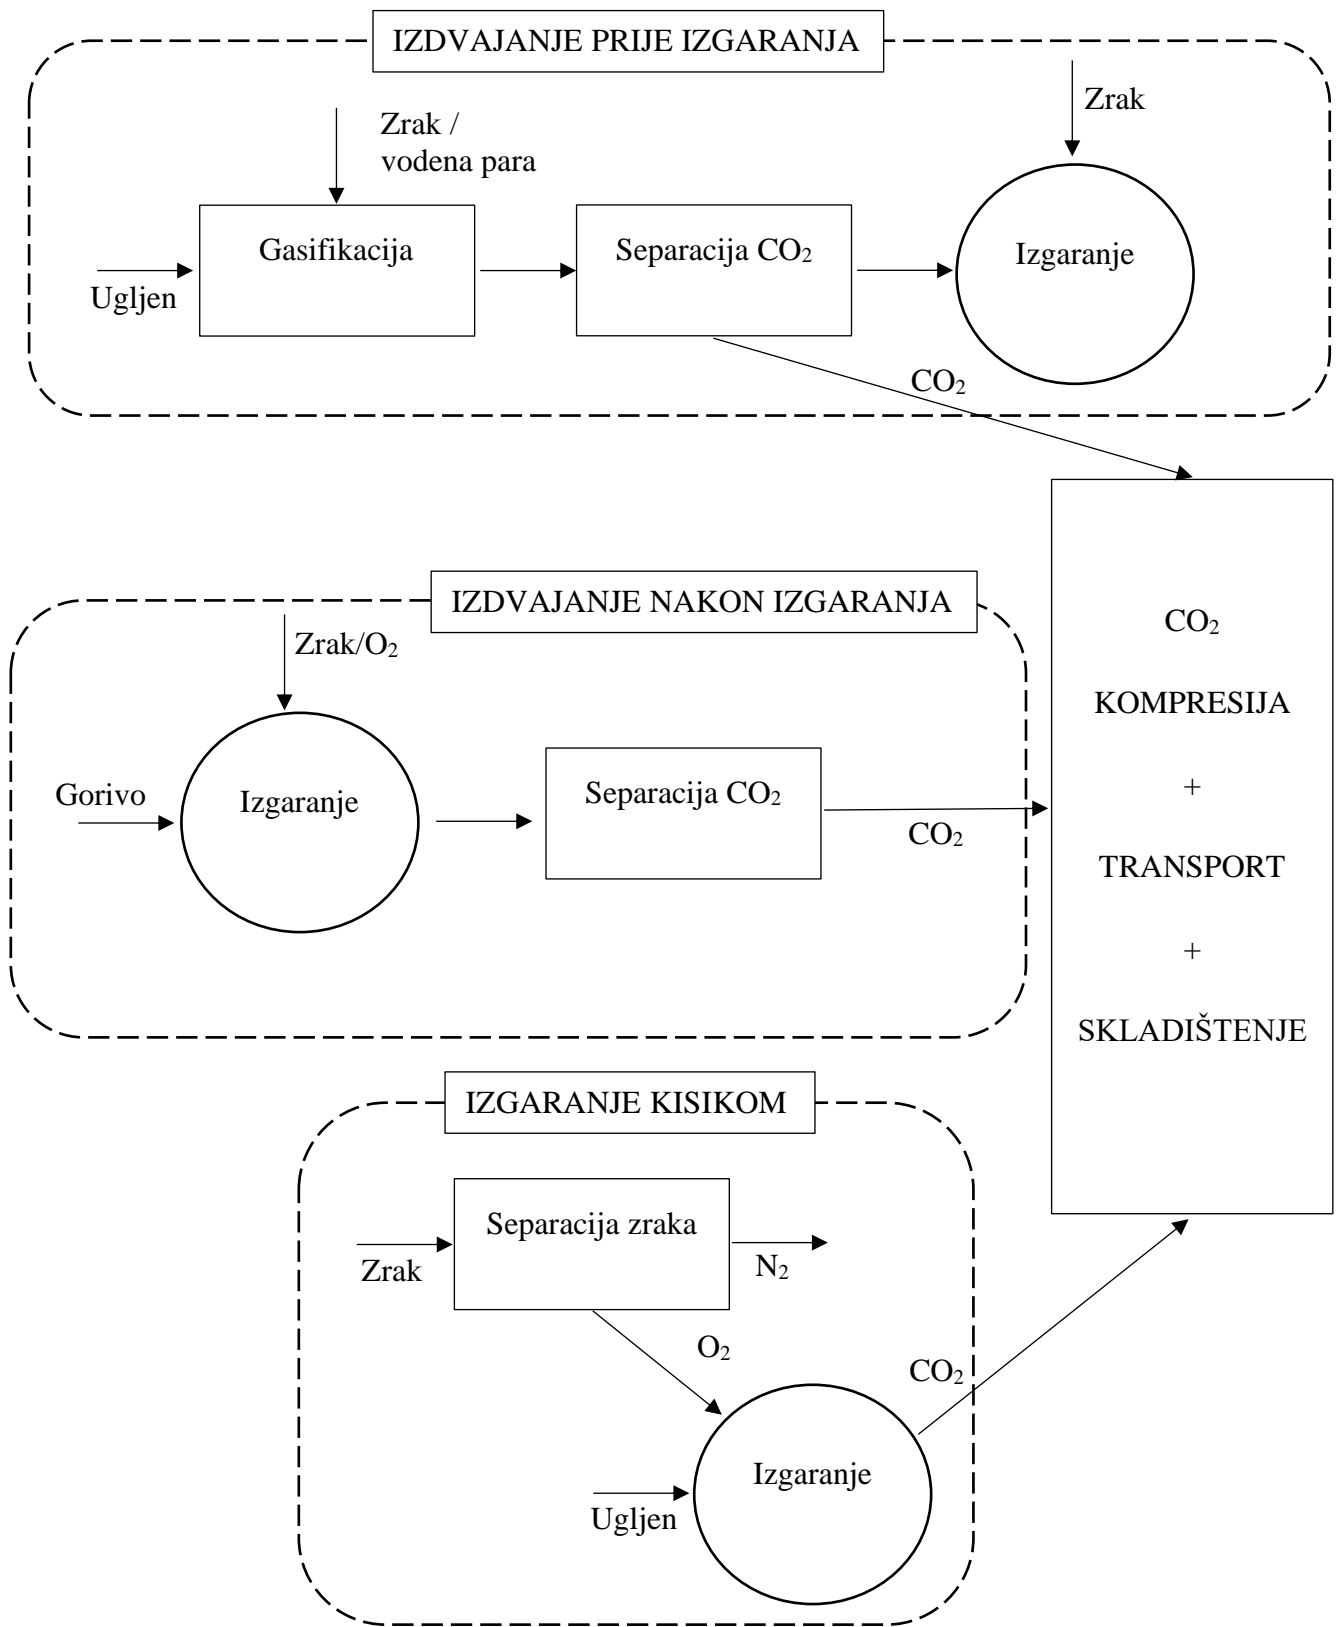 IZDVAJANJE PRIJE IZGARANJA
Zrak /
vodena para
Zrak
Gasifikacija
Separacija CO₂
Izgaranje
Ugljen
CO₂
IZDVAJANJE NAKON IZGARANJA
Zrak/O₂
Gorivo
Izgaranje
Separacija CO₂
CO₂
CO₂
KOMPRESIJA
+
TRANSPORT
+
SKLADIŠTENJE
IZGARANJE KISIKOM
Separacija zraka
Zrak
N₂
O₂
CO₂
Izgaranje
Ugljen